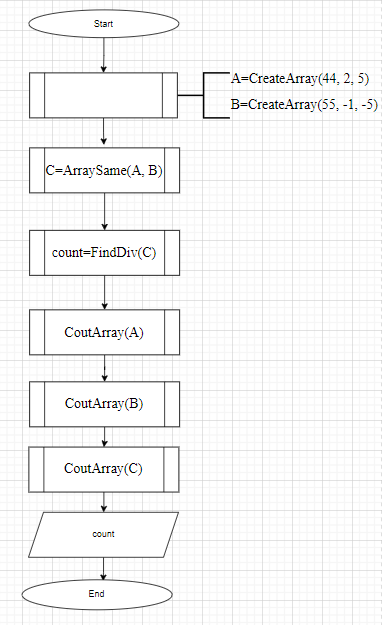 Start
A=CreateArray(44, 2, 5)
B=CreateArray(55, -1, -5)
C=ArraySame(A, B)
count=FindDiv(C)
CoutArray(A)
CoutArray(B)
CoutArray(C)
count
End